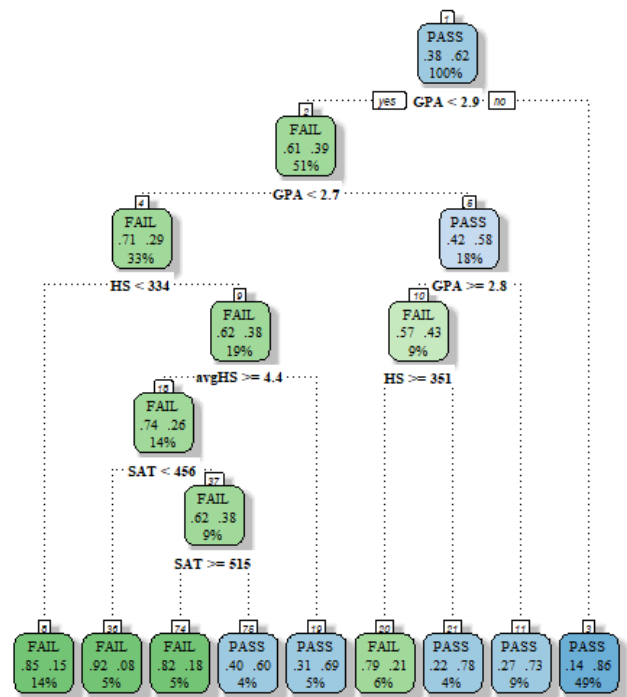 1
PASS
.38 .62
100%
yes GPA < 2.9 no
2
FAIL
.61 .39
51%
GPA < 2.7
4
FAIL
.71 .29
33%
5
PASS
.42 .58
18%
HS < 334
GPA >= 2.8
9
FAIL
.62 .38
19%
10
FAIL
.57 .43
9%
avgHS >= 4.4
HS >= 351
18
FAIL
.74 .26
14%
SAT < 456
37
FAIL
.62 .38
9%
SAT >= 515
8
FAIL
.85 .15
14%
36
FAIL
.92 .08
5%
74
FAIL
.82 .18
5%
75
PASS
.40 .60
4%
19
PASS
.31 .69
5%
20
FAIL
.79 .21
6%
21
PASS
.22 .78
4%
11
PASS
.27 .73
9%
3
PASS
.14 .86
49%